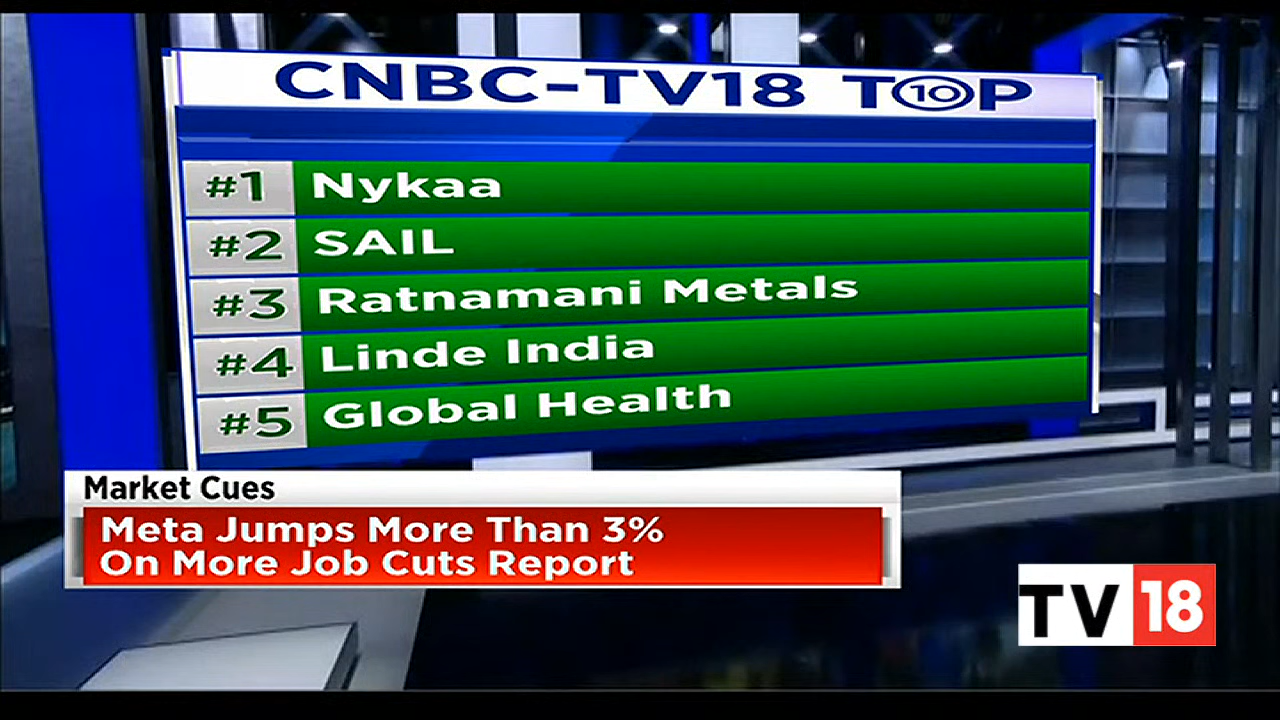 CNBC-TV18 TOP 10
#1 Nykaa
#2 SAIL
#3 Ratnamani Metals
#4 Linde India
#5 Global Health
Market Cues
Meta Jumps More Than 3%
On More Job Cuts Report
TV18